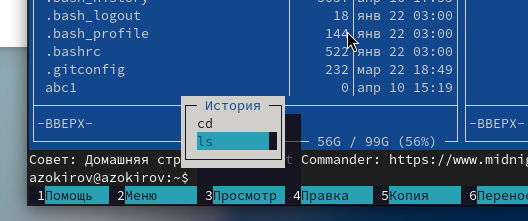 .bash_logout 18 янв 22 03:00
.bash_profile 144 янв 22 03:00
.bashrc 522 янв 22 03:00
.gitconfig 232 мар 22 18:49
abc1 0 апр 10 15:19
-ВВЕРХ- -ВВЕРХ-
История
cd
ls
56G / 99G (56%)
Совет: Домашняя стр t Commander: https://www.midni
azokirov@azokirov:~$
1Помощь 2Меню 3Просмотр 4Правка 5Копия 6Перено